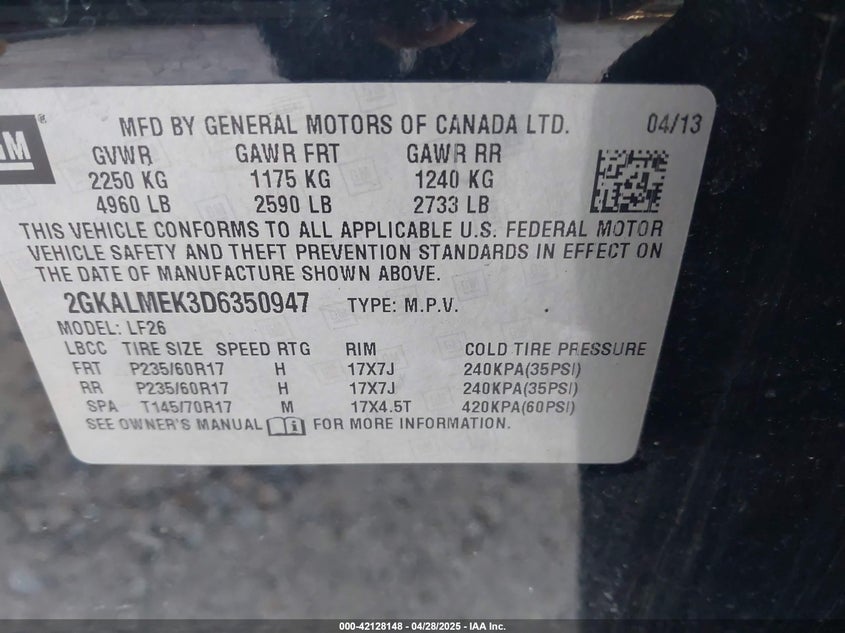 GM
MFD BY GENERAL MOTORS OF CANADA LTD. 04/13
GVWR GAWR FRT GAWR RR
2250 KG 1175 KG 1240 KG
4960 LB 2590 LB 2733 LB
THIS VEHICLE CONFORMS TO ALL APPLICABLE U.S. FEDERAL MOTOR
VEHICLE SAFETY AND THEFT PREVENTION STANDARDS IN EFFECT ON
THE DATE OF MANUFACTURE SHOWN ABOVE.
2GKALMEK3D6350947 TYPE: M.P.V.
MODEL: LF26
LBCC TIRE SIZE SPEED RTG RIM COLD TIRE PRESSURE
FRT P235/60R17 H 17X7J 240KPA(35PSI)
RR P235/60R17 H 17X7J 240KPA(35PSI)
SPA T145/70R17 M 17X4.5T 420KPA(60PSI)
SEE OWNER'S MANUAL FOR MORE INFORMATION.
000-42128148 - 04/28/2025 - IAA Inc.